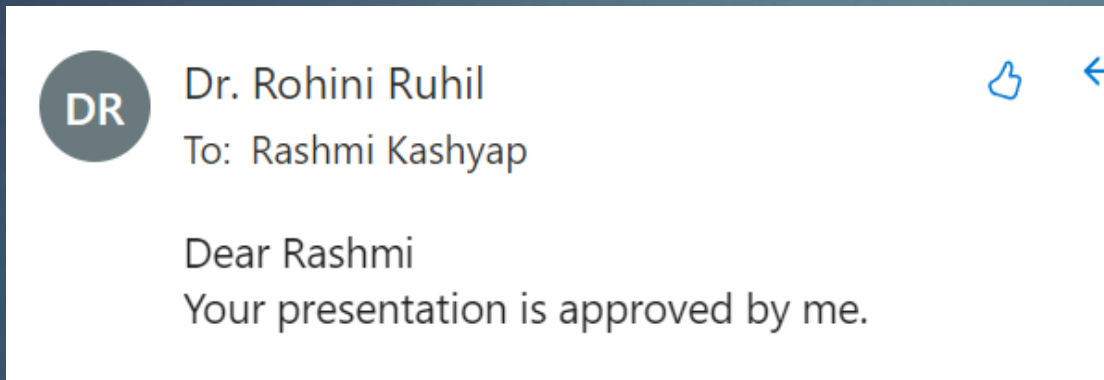 DR
Dr. Rohini Ruhil
To: Rashmi Kashyap
Dear Rashmi
Your presentation is approved by me.